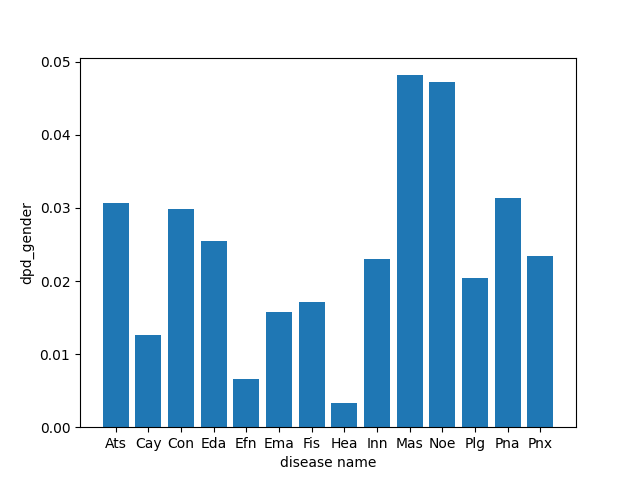 0.05
0.04
0.03
0.02
0.01
0.00
dpd_gender
Ats Cay Con Eda Efn Ema Fis Hea Inn Mas Noe Plg Pna Pnx
disease name